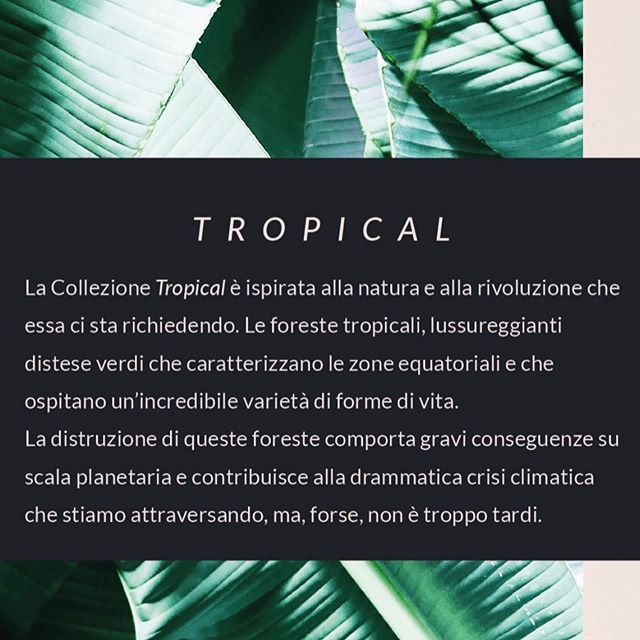 TROPICAL
La Collezione Tropical è ispirata alla natura e alla rivoluzione che
essa ci sta richiedendo. Le foreste tropicali, lussureggianti
distese verdi che caratterizzano le zone equatoriali e che
ospitano un’incredibile varietà di forme di vita.
La distruzione di queste foreste comporta gravi conseguenze su
scala planetaria e contribuisce alla drammatica crisi climatica
che stiamo attraversando, ma, forse, non è troppo tardi.